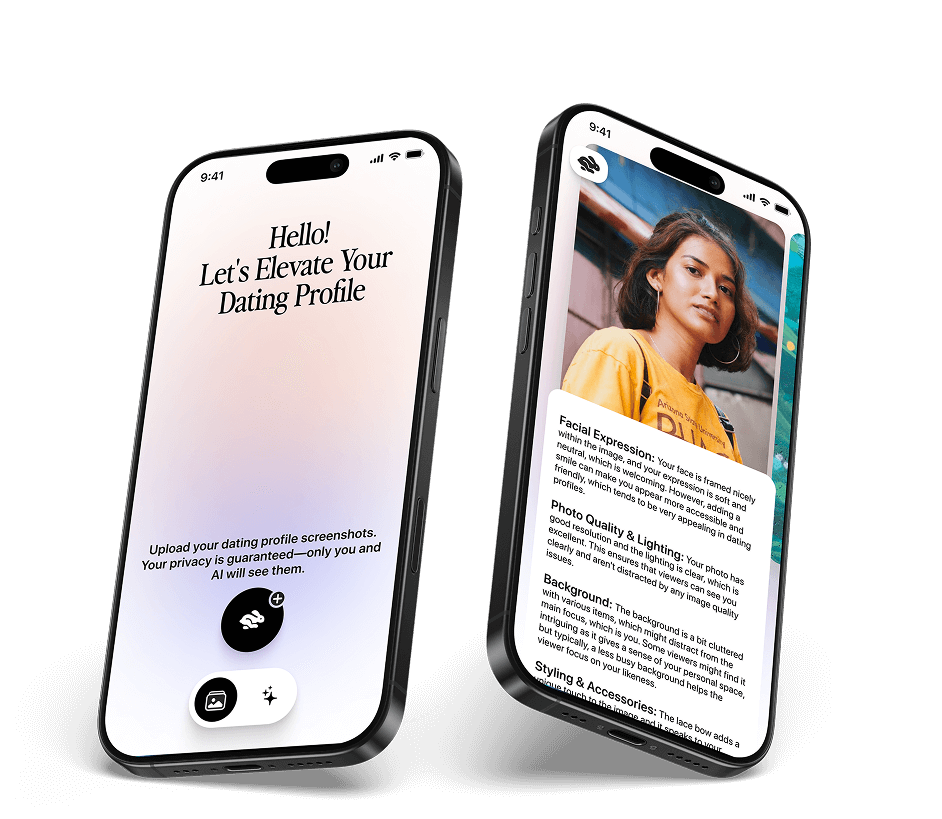 9:41
Hello!
Let's Elevate Your
Dating Profile
Upload your dating profile screenshots.
Your privacy is guaranteed—only you and
AI will see them.
9:41
Arizona State University
Facial Expression: Your face is framed nicely
within the image, and your expression is soft and
neutral, which is welcoming. However, adding a
smile can make you appear more accessible and
friendly, which tends to be very appealing in dating
profiles.
Photo Quality & Lighting: Your photo has
good resolution and the lighting is clear, which is
excellent. This ensures that viewers can see you
clearly and aren't distracted by any image quality
issues.
Background: The background is a bit cluttered
with various items, which might distract from the
main focus, which is you. Some viewers might find it
intriguing as it gives a sense of your personal space,
but typically, a less busy background helps the
viewer focus on your likeness.
Styling & Accessories: The lace bow adds a
unique touch to the image and it speaks to your